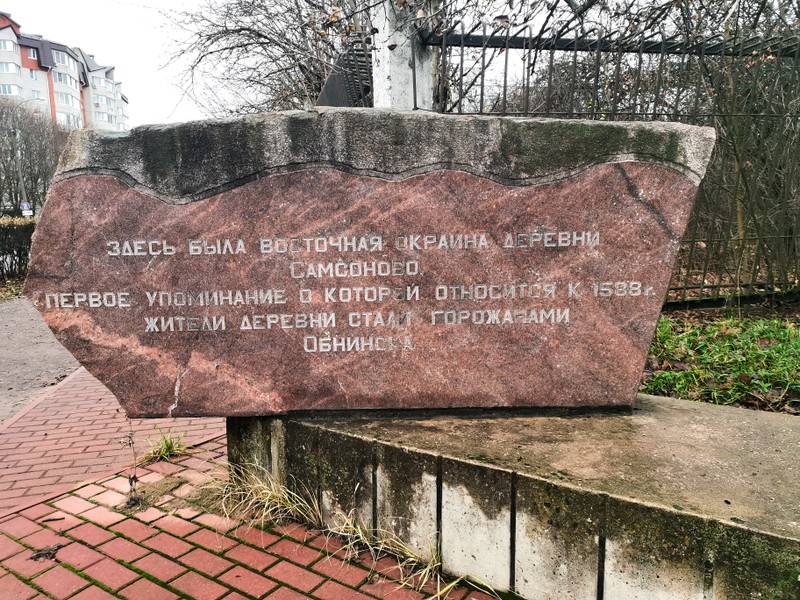 ЗДЕСЬ БЫЛА ВОСТОЧНАЯ ОКРАИНА ДЕРЕВНИ
САМСОНОВО,
ПЕРВОЕ УПОМИНАНИЕ О КОТОРОЙ ОТНОСИТСЯ К 1588 г.
ЖИТЕЛИ ДЕРЕВНИ СТАЛИ ГОРОЖАНАМИ
ОБНИНСКА